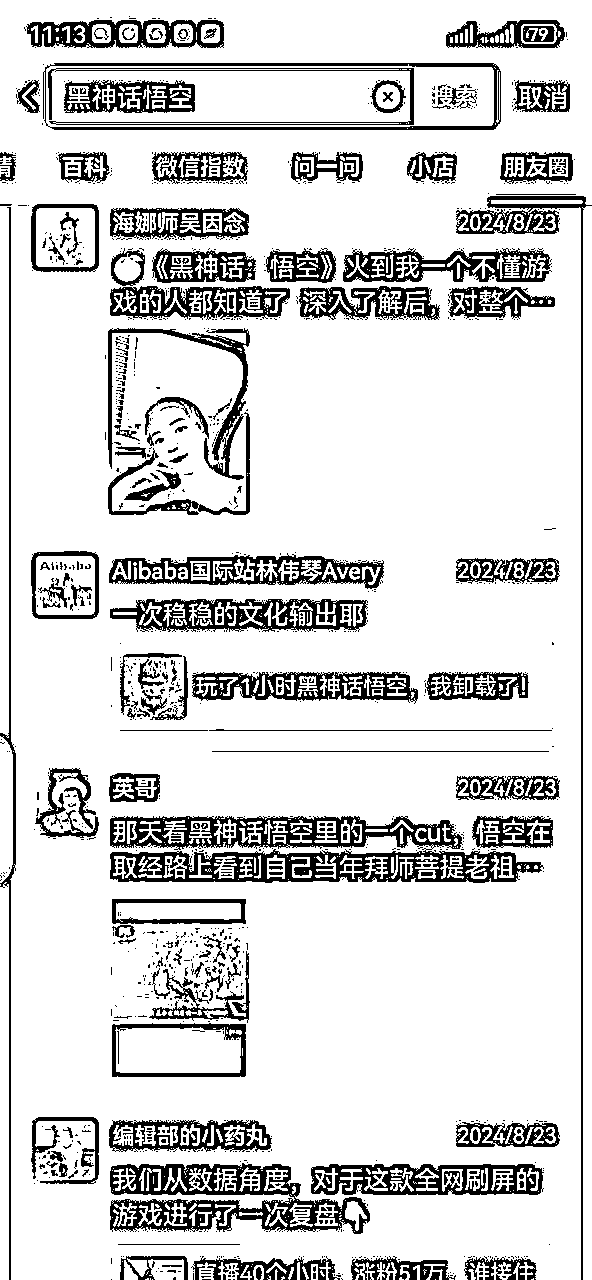 11:13 79
黑神话悟空 搜索 取消
百科 微信指数 问一问 小店 朋友圈
海娜师吴因念 2024/8/23
《黑神话:悟空》火到我一个不懂游
戏的人都知道了 深入了解后,对整个…
Alibaba
Alibaba国际站林伟琴Avery 2024/8/23
一次稳稳的文化输出耶
玩了1小时黑神话悟空,我卸载了!
英哥 2024/8/23
那天看黑神话悟空里的一个cut,悟空在
取经路上看到自己当年拜师菩提老祖…
编辑部的小药丸 2024/8/23
我们从数据角度,对于这款全网刷屏的
游戏进行了一次复盘👇
直播40个小时,涨粉51万,谁接住